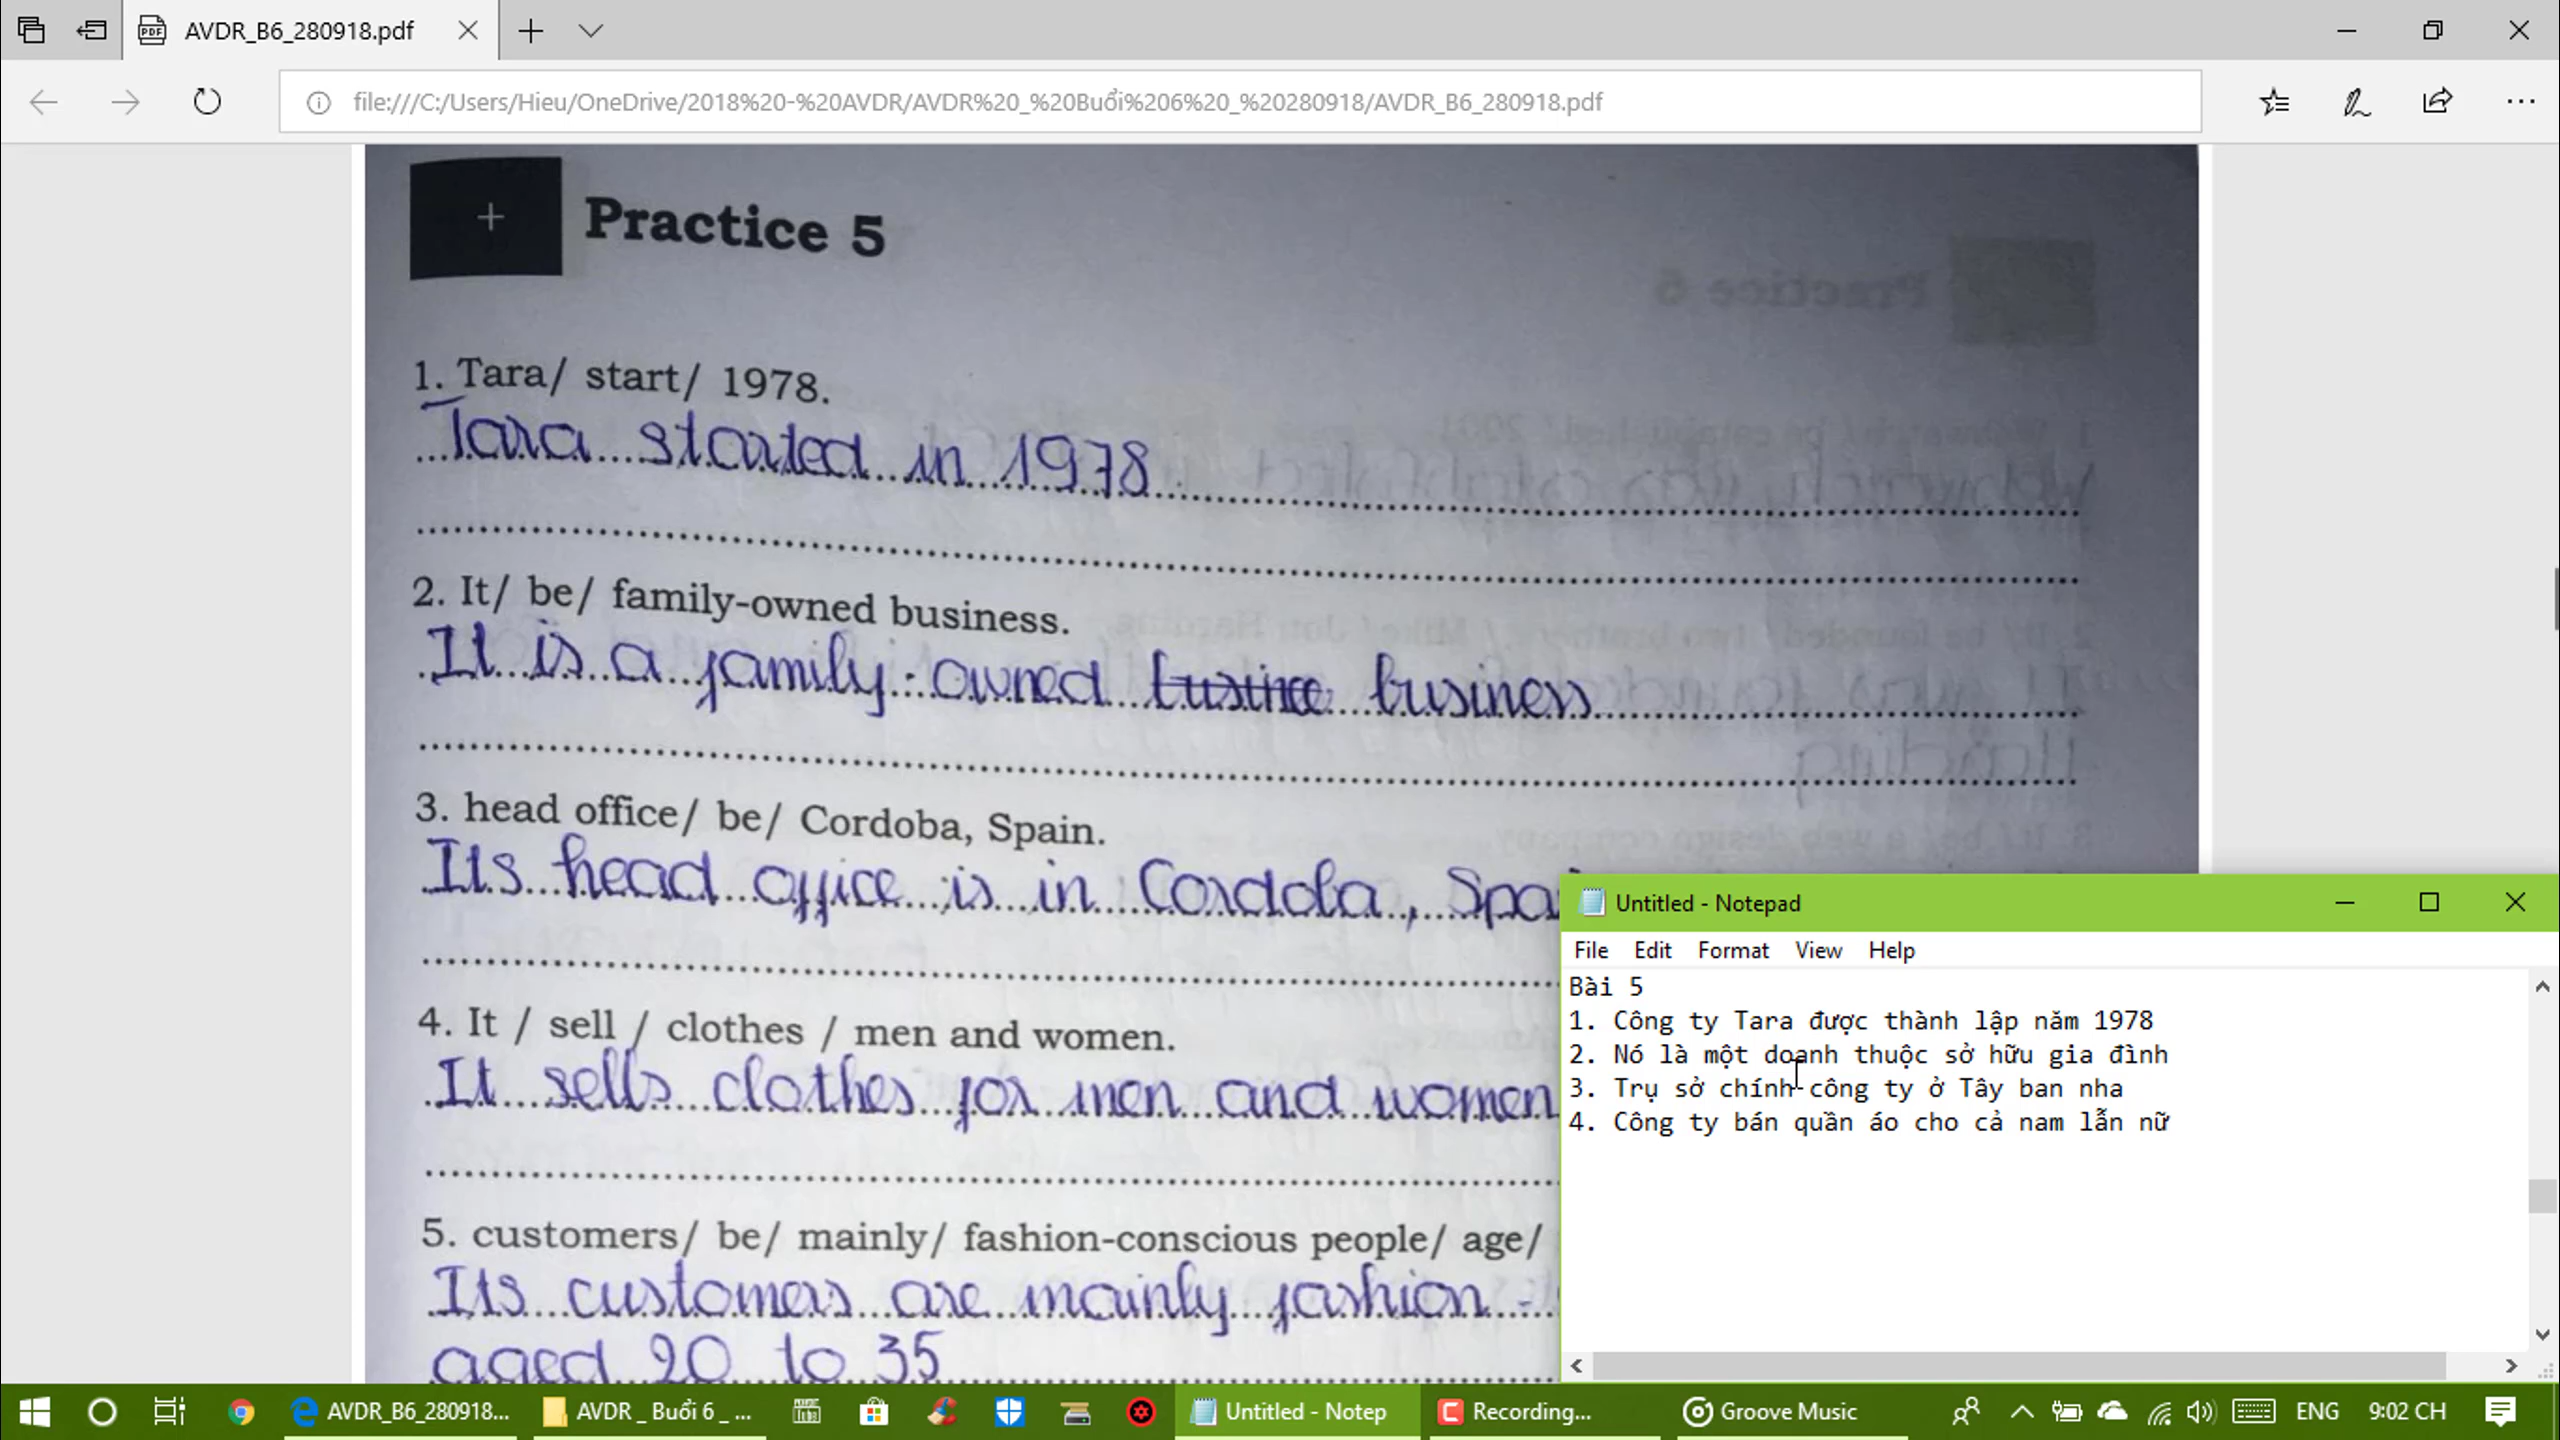 AVDR_B6_280918.pdf
file:///C:/Users/Hieu/OneDrive/2018%20-%20AVDR/AVDR%20_%20Buổi%206%20_%20280918/AVDR_B6_280918.pdf
Practice 5
Practice 6
1. Tara/ start/ 1978.
Tara started in 1978
2. It/ be/ family-owned business.
It is a family-owned business
3. head office/ be/ Cordoba, Spain.
Its head office is in Cordoba, Spai
4. It / sell / clothes / men and women.
It sells clothes for men and women
5. customers/ be/ mainly/ fashion-conscious people/ age/
Its customers are mainly fashion -
aged 20 to 35
Untitled - Notepad
File Edit Format View Help
Bài 5
1. Công ty Tara được thành lập năm 1978
2. Nó là một doanh thuộc sở hữu gia đình
3. Trụ sở chính công ty ở Tây ban nha
4. Công ty bán quần áo cho cả nam lẫn nữ
AVDR_B6_280918... AVDR _ Buổi 6 _ ... Untitled - Notep Recording... Groove Music ENG 9:02 CH